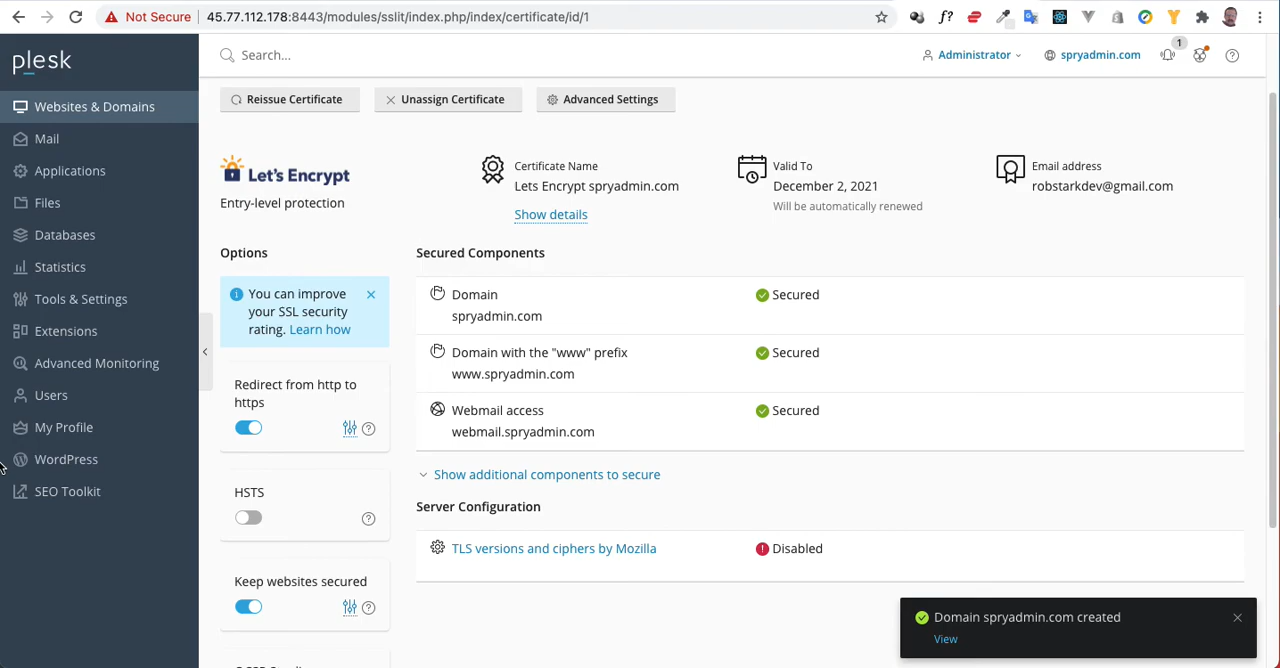 Not Secure
45.77.112.178:8443/modules/sslit/index.php/index/certificate/id/1
f?
plesk
Search...
Administrator
spryadmin.com
1
Websites & Domains
Mail
Applications
Files
Databases
Statistics
Tools & Settings
Extensions
Advanced Monitoring
Users
My Profile
WordPress
SEO Toolkit
Reissue Certificate
Unassign Certificate
Advanced Settings
Let's Encrypt
Entry-level protection
Certificate Name
Lets Encrypt spryadmin.com
Show details
Valid To
December 2, 2021
Will be automatically renewed
Email address
robstarkdev@gmail.com
Options
You can improve
your SSL security
rating. Learn how
Redirect from http to
https
HSTS
Keep websites secured
Secured Components
Domain
spryadmin.com
Secured
Domain with the "www" prefix
www.spryadmin.com
Secured
Webmail access
webmail.spryadmin.com
Secured
Show additional components to secure
Server Configuration
TLS versions and ciphers by Mozilla
Disabled
Domain spryadmin.com created
View